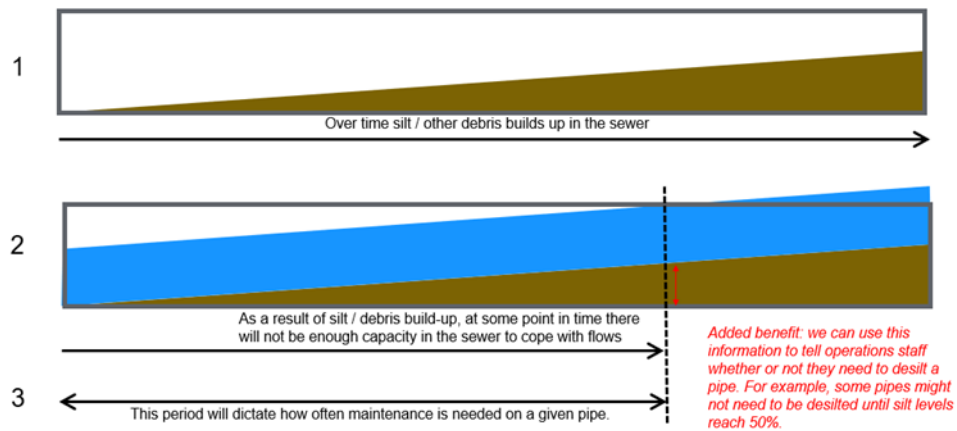 1
Over time silt / other debris builds up in the sewer
2
As a result of silt / debris build-up, at some point in time there
will not be enough capacity in the sewer to cope with flows
3
This period will dictate how often maintenance is needed on a given pipe.
Added benefit: we can use this
information to tell operations staff
whether or not they need to desilt a
pipe. For example, some pipes might
not need to be desilted until silt levels
reach 50%.